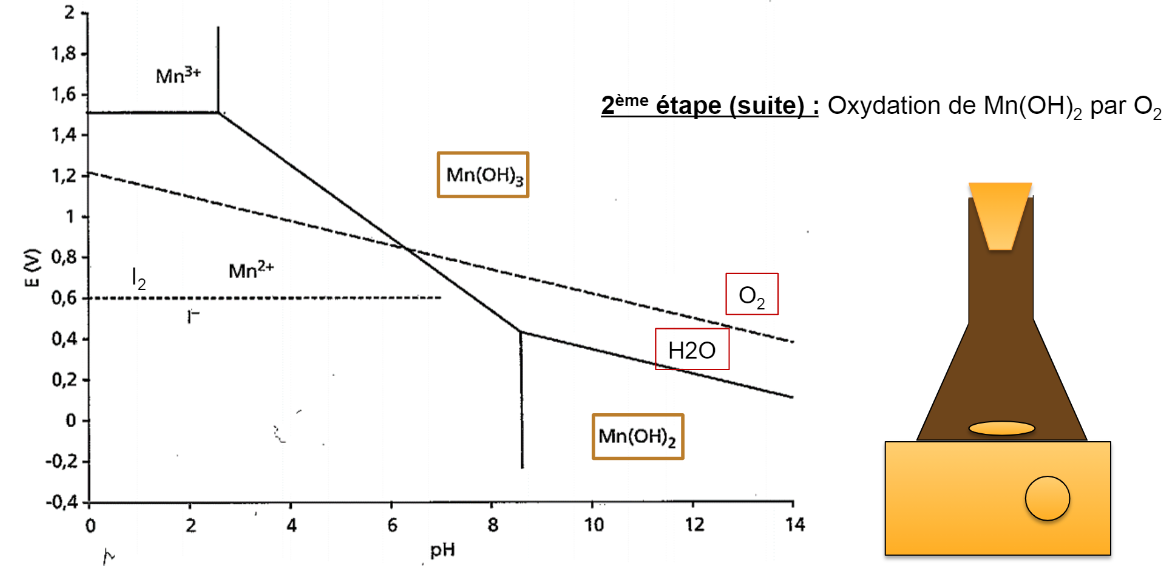 2ème étape (suite) : Oxydation de Mn(OH)2 par O2
E (V)
2
1,8
1,6
1,4
1,2
1
0,8
0,6
0,4
0,2
0
-0,2
-0,4
Mn3+
Mn(OH)3
Mn2+
I2
I-
O2
H2O
Mn(OH)2
0 2 4 6 8 10 12 14
pH